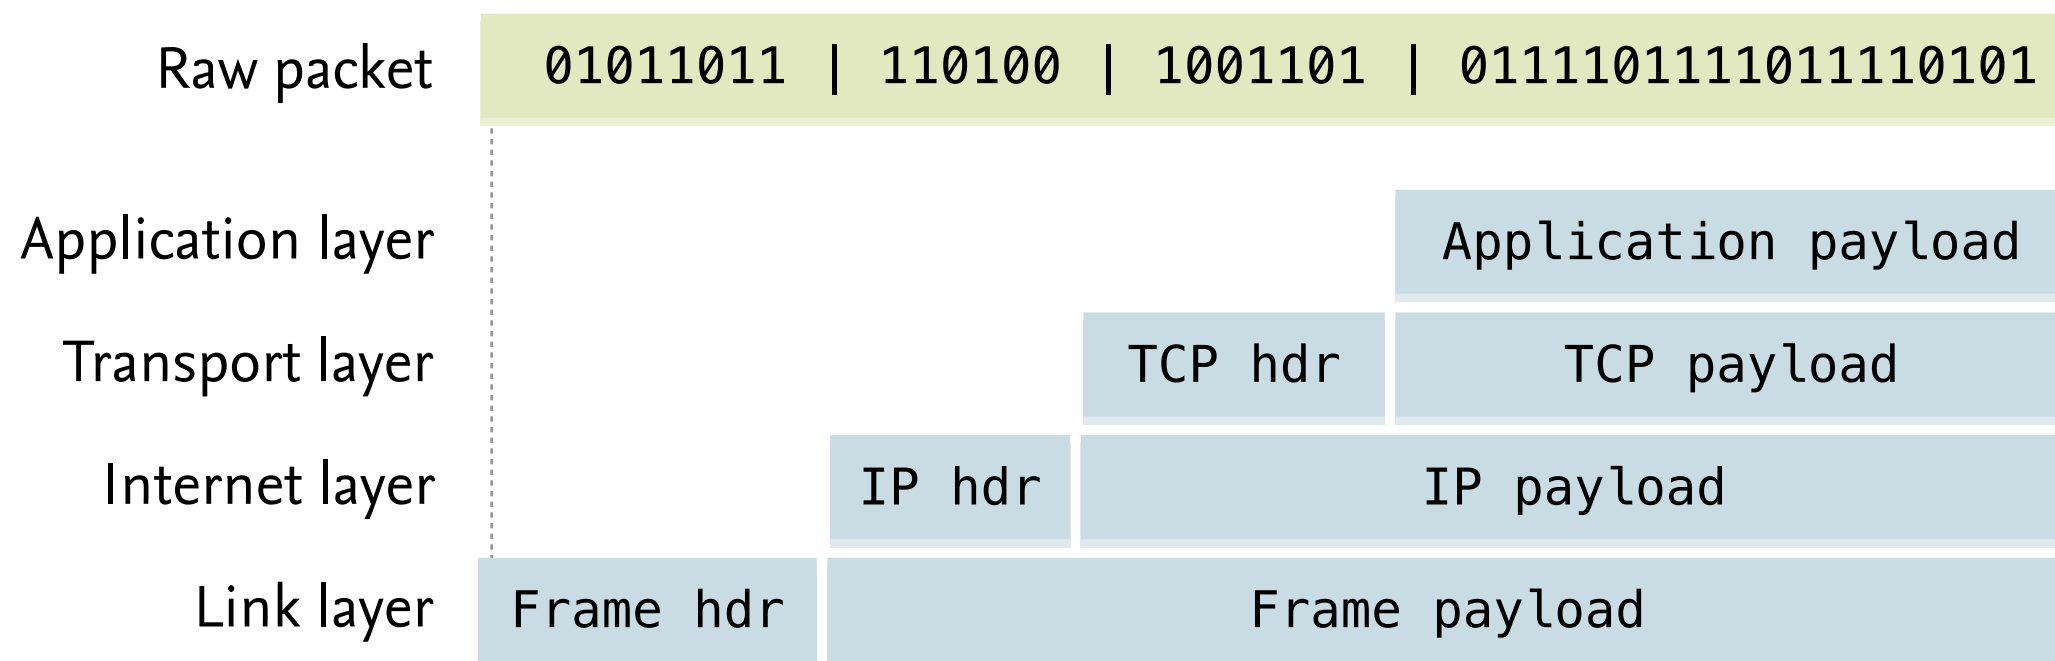 Raw packet 01011011 | 110100 | 1001101 | 0111101111011110101
Application layer Application payload
Transport layer TCP hdr TCP payload
Internet layer IP hdr IP payload
Link layer Frame hdr Frame payload